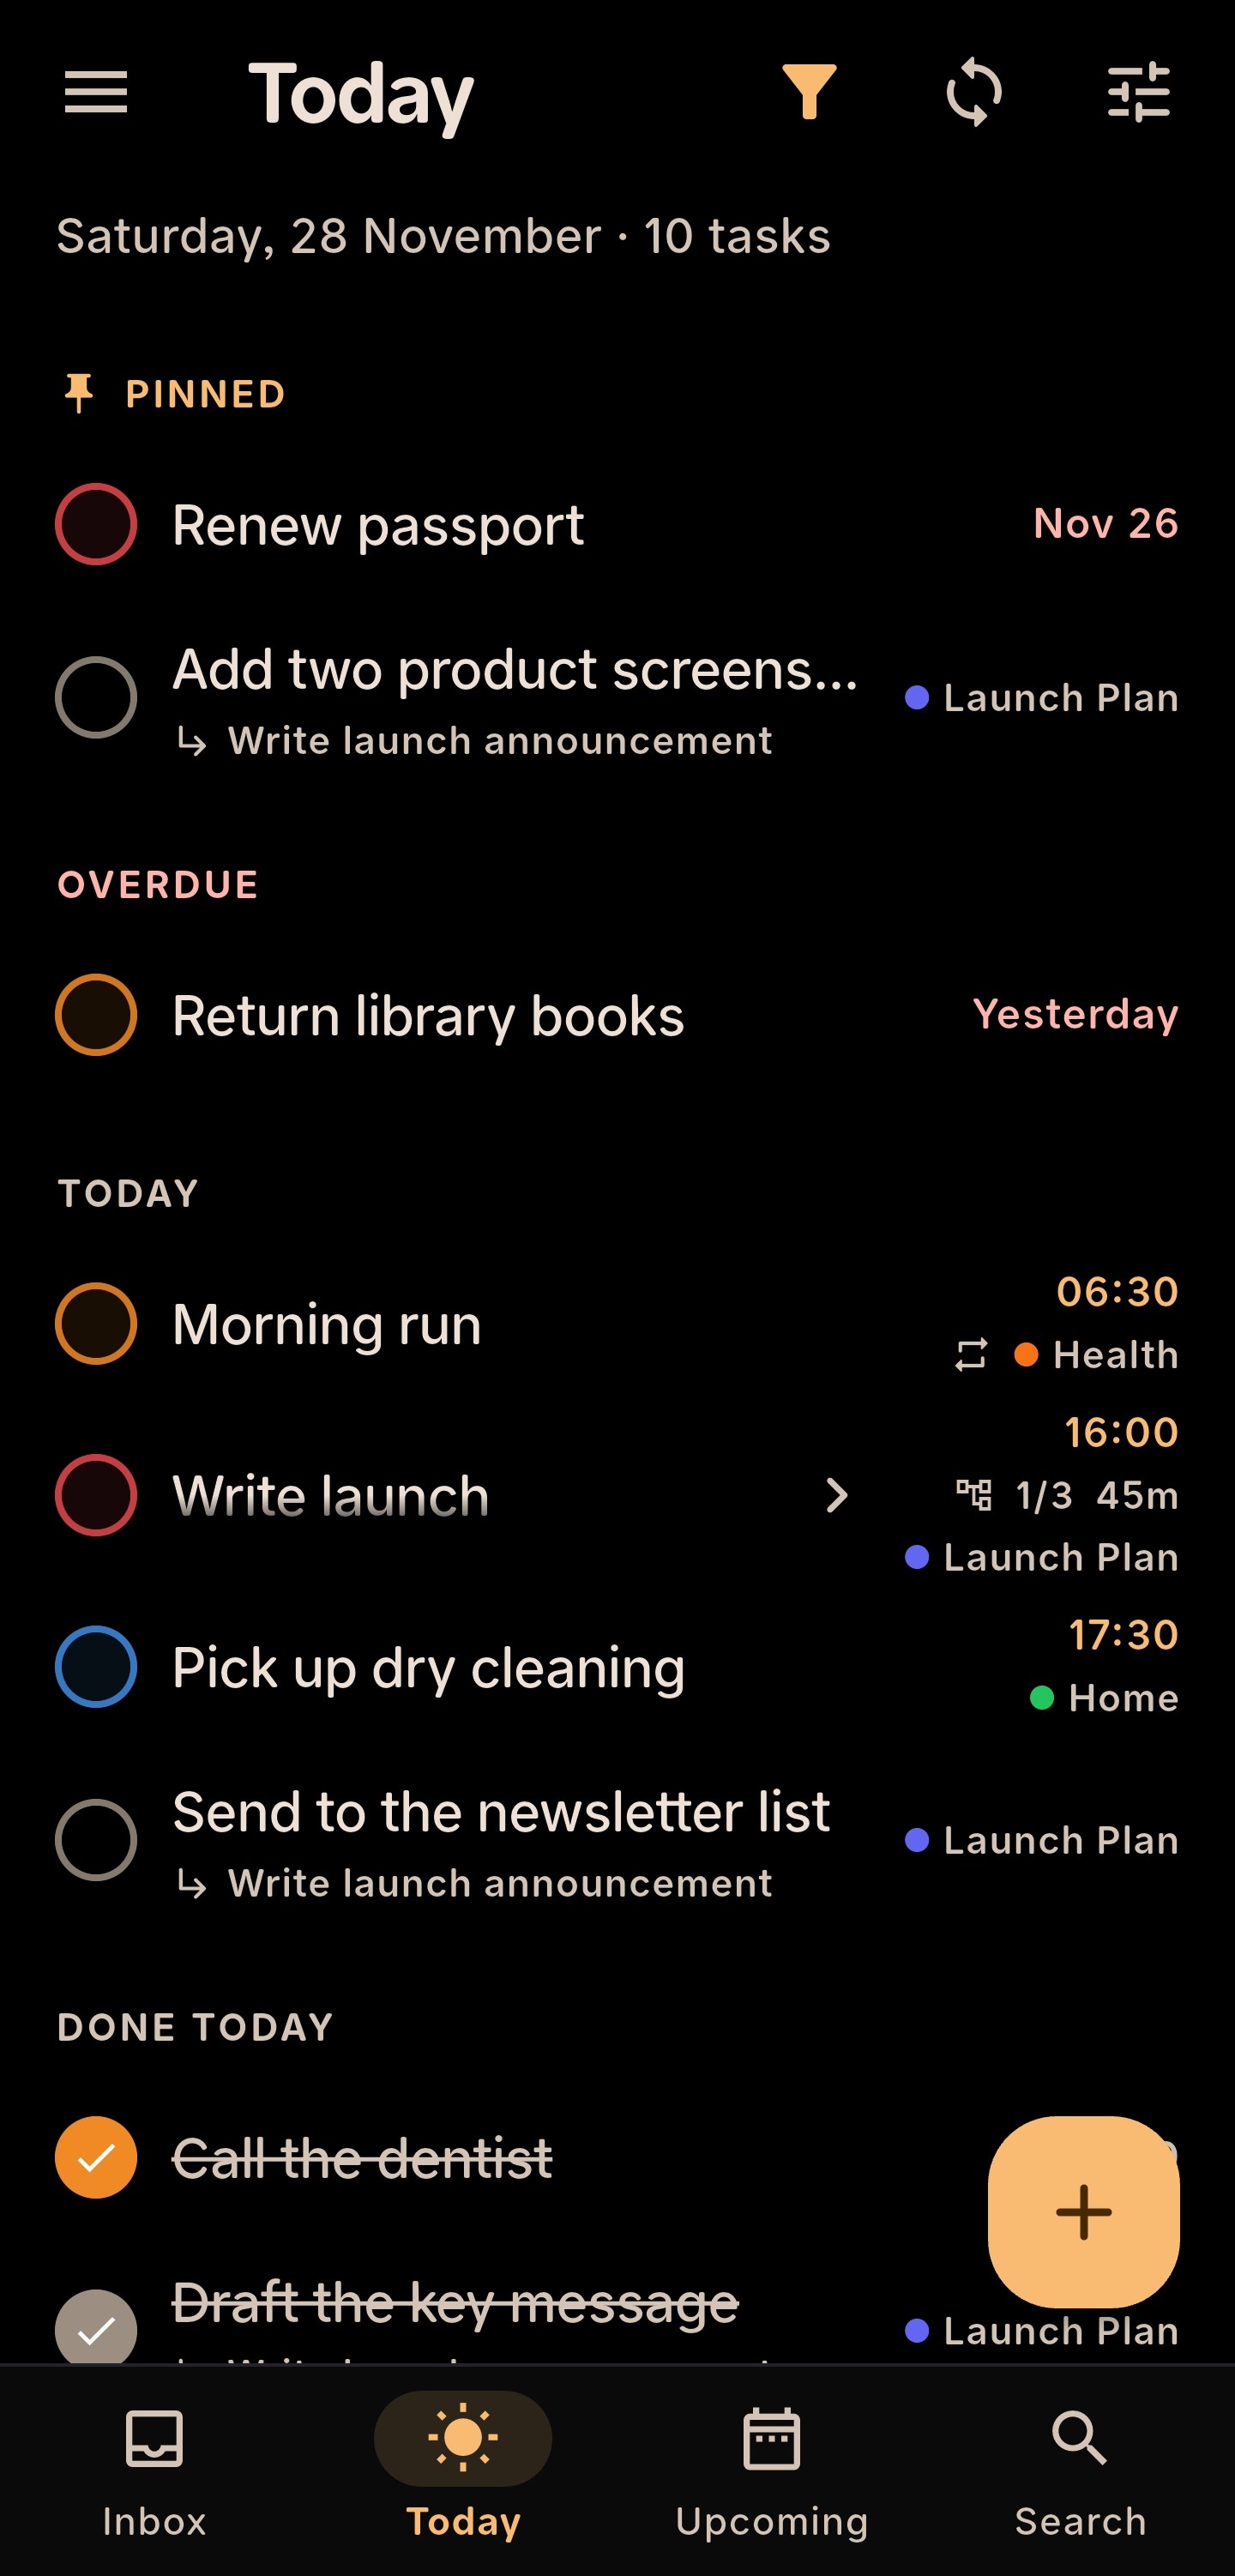 Today
Saturday, 28 November · 10 tasks
PINNED
Renew passport
Nov 26
Add two product screens...
Launch Plan
Write launch announcement
OVERDUE
Return library books
Yesterday
TODAY
Morning run
06:30
Health
Write launch
16:00
1/3 45m
Launch Plan
Pick up dry cleaning
17:30
Home
Send to the newsletter list
Launch Plan
Write launch announcement
DONE TODAY
Call the dentist
Draft the key message
Launch Plan
Inbox
Today
Upcoming
Search